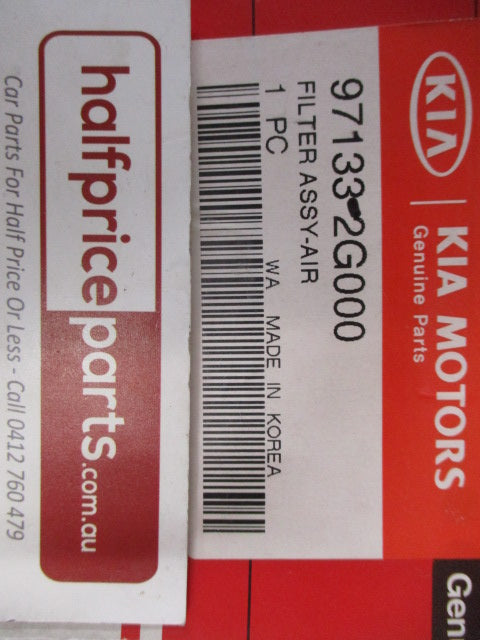 KIA | KIA MOTORS
Genuine Parts
97133-2G000
FILTER ASSY-AIR
1 PC WA MADE IN KOREA
halfpriceparts.com.au
Car Parts For Half Price Or Less - Call 0412 760 479
Gen